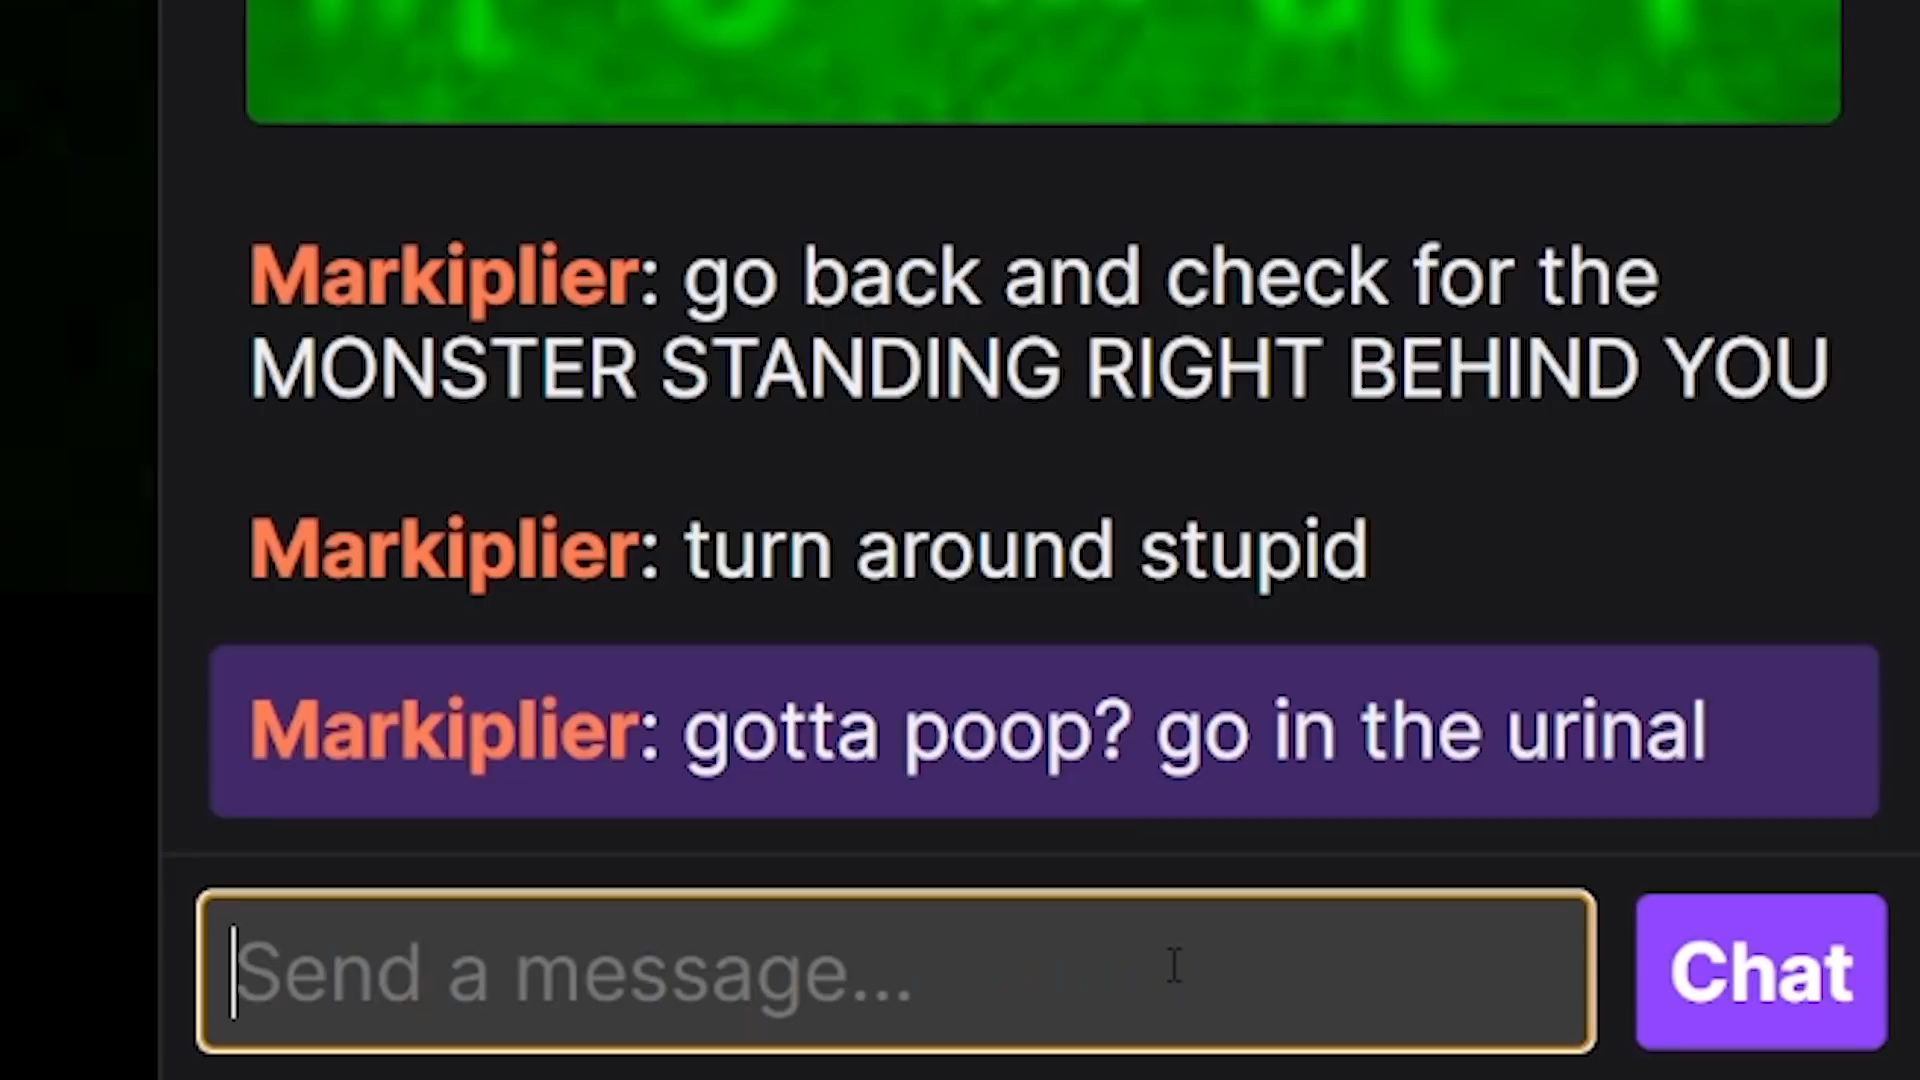 Markiplier: go back and check for the
MONSTER STANDING RIGHT BEHIND YOU
Markiplier: turn around stupid
Markiplier: gotta poop? go in the urinal
Send a message...
Chat